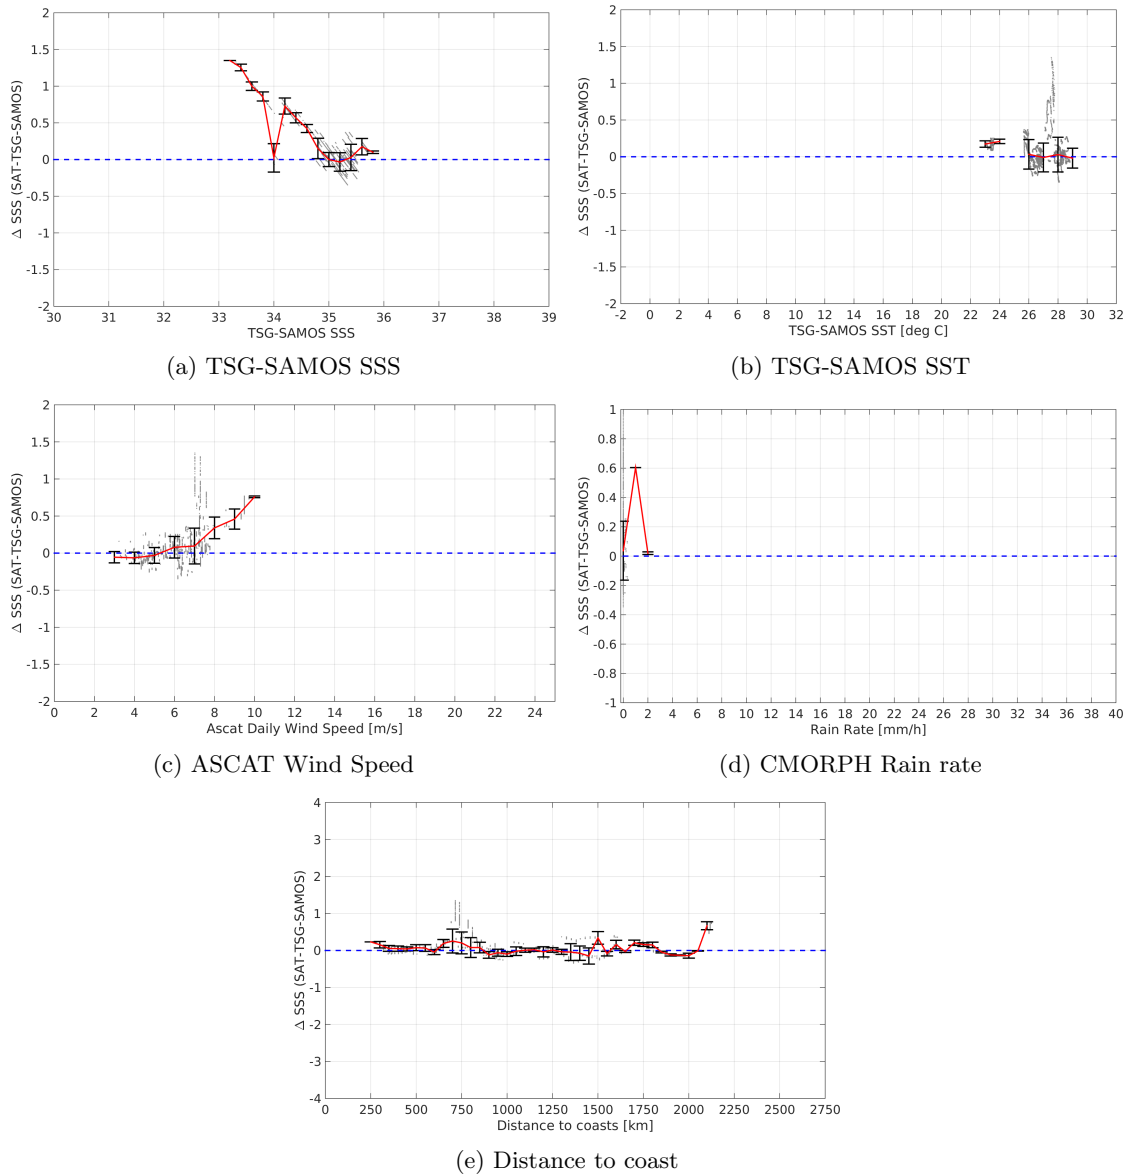 2
1.5
1
0.5
0
-0.5
-1
-1.5
-2
Δ SSS (SAT-TSG-SAMOS)
30 31 32 33 34 35 36 37 38 39
TSG-SAMOS SSS
(a) TSG-SAMOS SSS
2
1.5
1
0.5
0
-0.5
-1
-1.5
-2
Δ SSS (SAT-TSG-SAMOS)
-2 0 2 4 6 8 10 12 14 16 18 20 22 24 26 28 30 32
TSG-SAMOS SST [deg C]
(b) TSG-SAMOS SST
2
1.5
1
0.5
0
-0.5
-1
-1.5
-2
Δ SSS (SAT-TSG-SAMOS)
0 2 4 6 8 10 12 14 16 18 20 22 24
Ascat Daily Wind Speed [m/s]
(c) ASCAT Wind Speed
1
0.8
0.6
0.4
0.2
0
-0.2
-0.4
-0.6
-0.8
-1
Δ SSS (SAT-TSG-SAMOS)
0 2 4 6 8 10 12 14 16 18 20 22 24 26 28 30 32 34 36 38 40
Rain Rate [mm/h]
(d) CMORPH Rain rate
4
3
2
1
0
-1
-2
-3
-4
Δ SSS (SAT-TSG-SAMOS)
0 250 500 750 1000 1250 1500 1750 2000 2250 2500 2750
Distance to coasts [km]
(e) Distance to coast